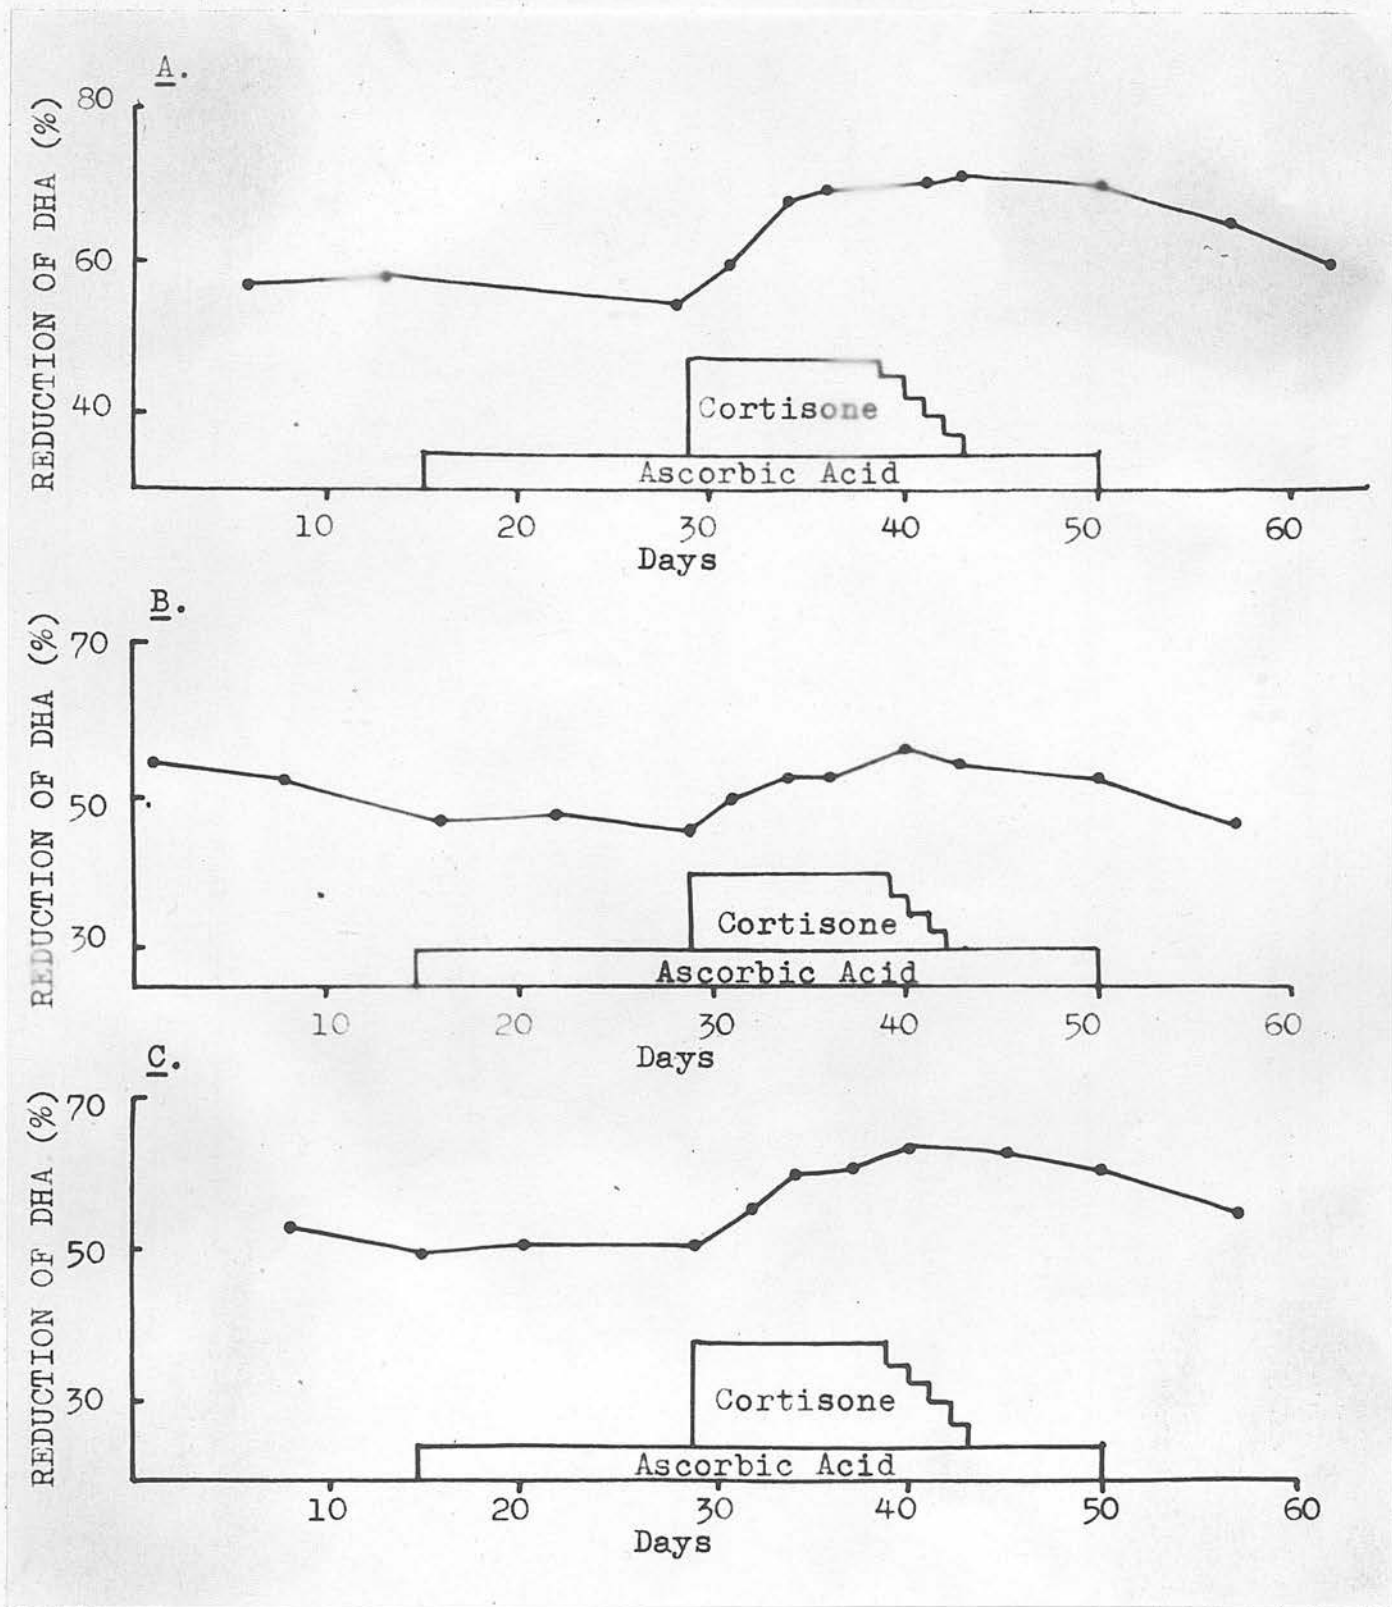 A.
REDUCTION OF DHA (%)
80
60
40
Cortisone
Ascorbic Acid
10 20 30 40 50 60
Days
B.
REDUCTION OF DHA (%)
70
50
30
Cortisone
Ascorbic Acid
10 20 30 40 50 60
Days
C.
REDUCTION OF DHA (%)
70
50
30
Cortisone
Ascorbic Acid
10 20 30 40 50 60
Days